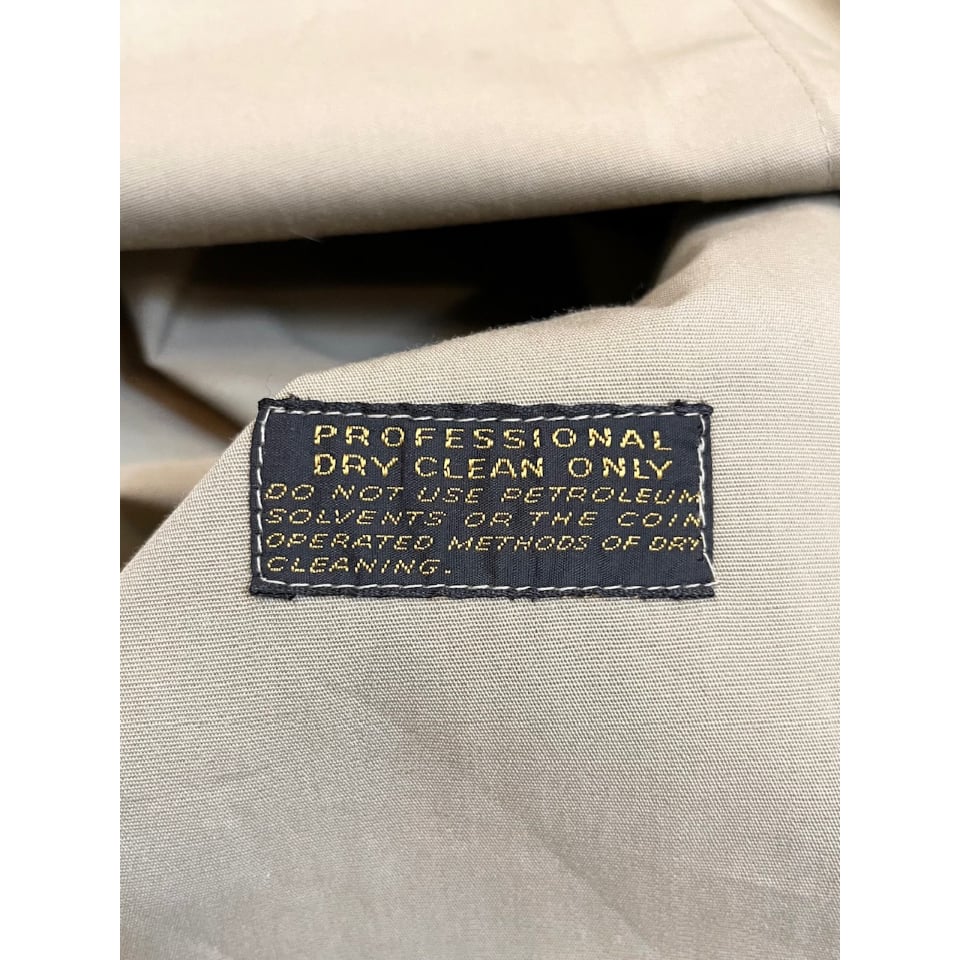 PROFESSIONAL
DRY CLEAN ONLY
DO NOT USE PETROLEUM
SOLVENTS OR THE COIN
OPERATED METHODS OF DRY
CLEANING.